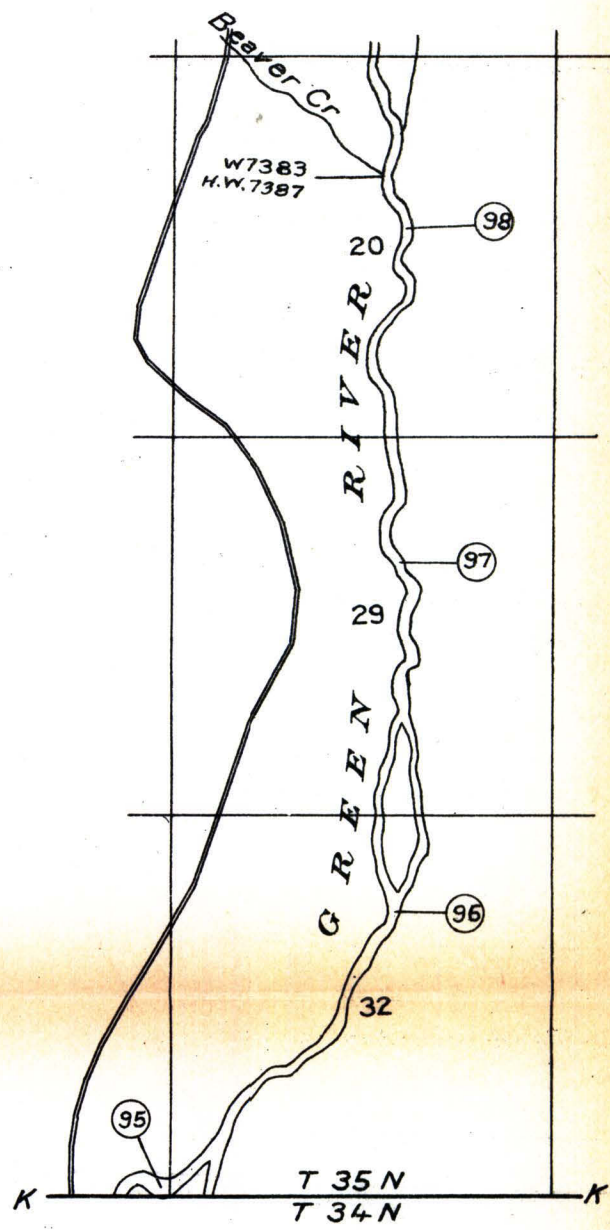 Beaver Cr
W7383
H.W.7387
98
20
GREEN RIVER
97
29
96
32
95
T 35 N
K K
T 34 N